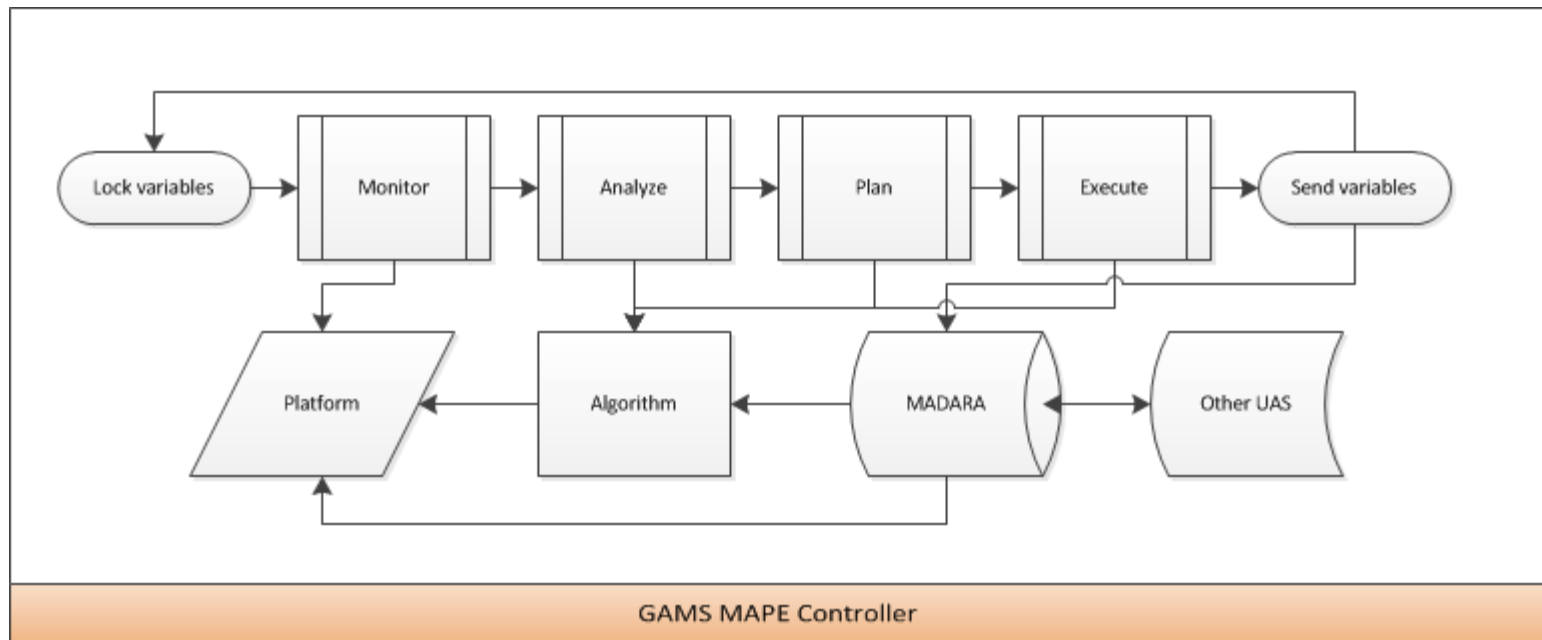 Lock variables
Monitor
Analyze
Plan
Execute
Send variables
Platform
Algorithm
MADARA
Other UAS
GAMS MAPE Controller